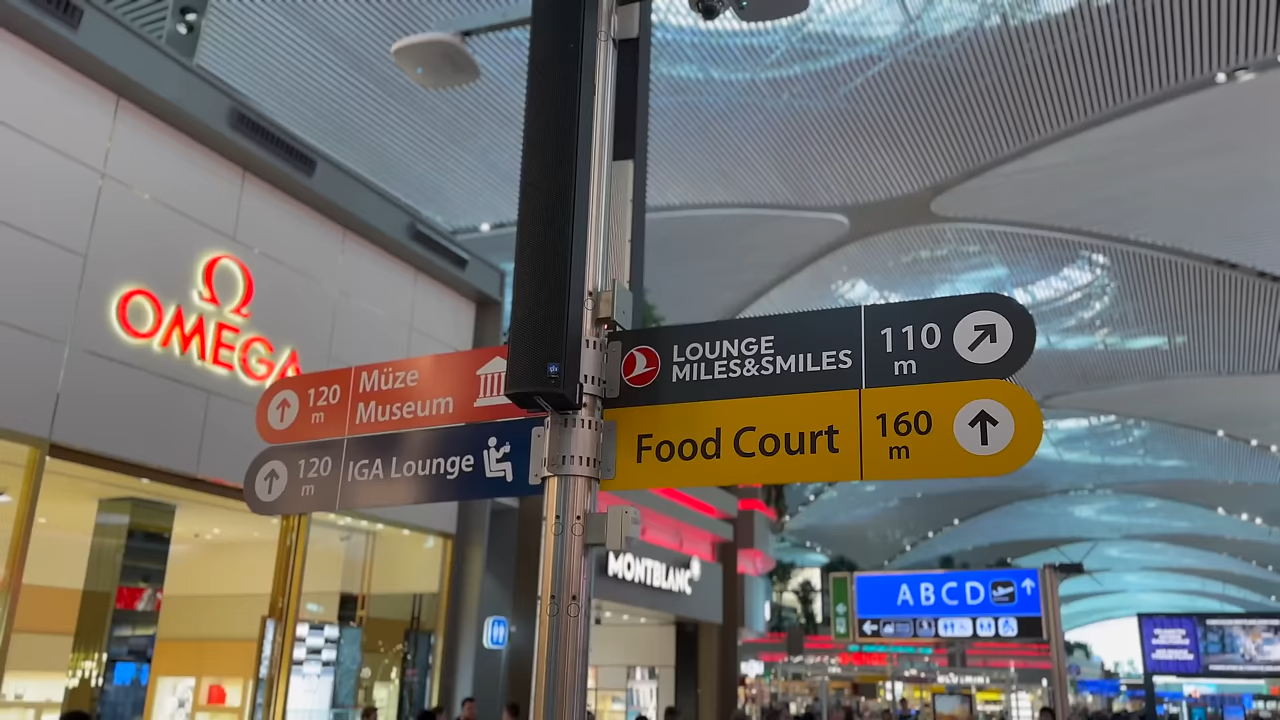 OMEGA
120 m
Müze
Museum
120 m
IGA Lounge
LOUNGE
MILES&SMILES
110 m
Food Court
160 m
MONTBLANC
ABCD